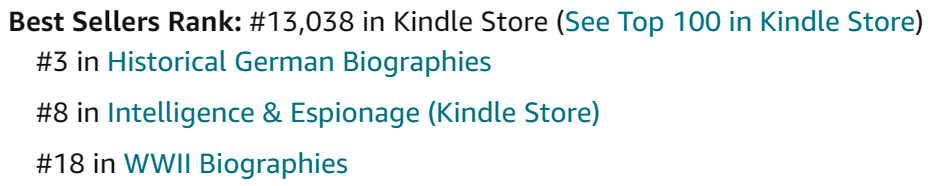 Best Sellers Rank: #13,038 in Kindle Store (See Top 100 in Kindle Store)
#3 in Historical German Biographies
#8 in Intelligence & Espionage (Kindle Store)
#18 in WWII Biographies